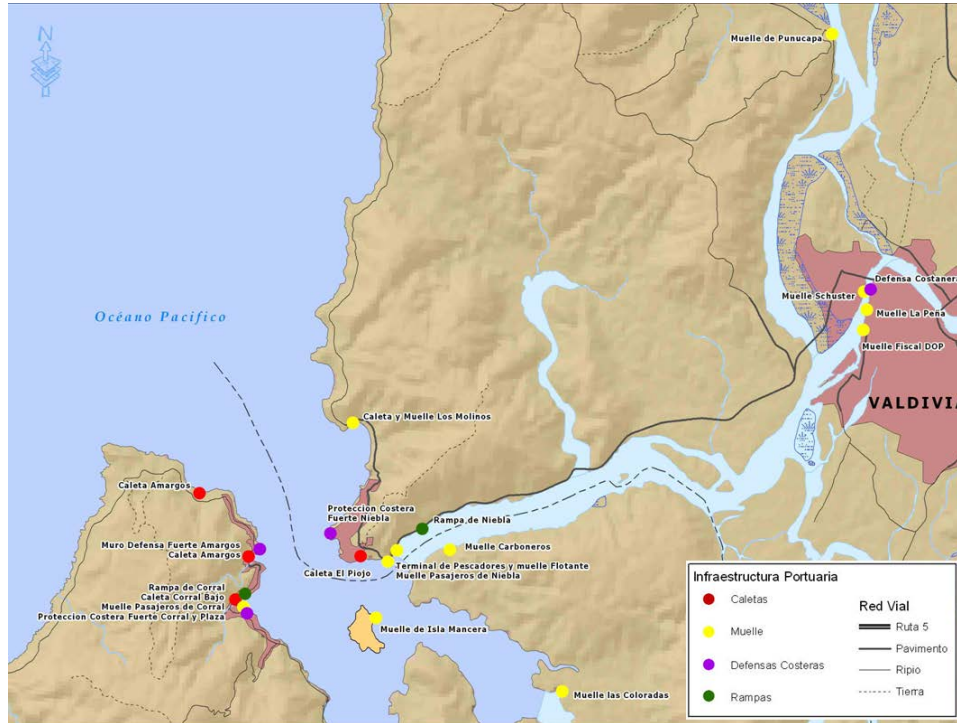 N
Muelle de Punucapa
Defensa Costanera
Muelle Schuster
Muelle La Peña
Muelle Fiscal DOP
VALDIVIA
Océano Pacifico
Caleta y Muelle Los Molinos
Caleta Amargos
Protección Costera
Fuerte Niebla
Rampa de Niebla
Muro Defensa Fuerte Amargos
Caleta Amargos
Muelle Carboneros
Caleta El Piojo
Terminal de Pescadores y muelle Flotante
Muelle Pasajeros de Niebla
Rampa de Corral
Caleta Corral Bajo
Muelle Pasajeros de Corral
Proteccion Costera Fuerte Corral y Plaza
Muelle de Isla Mancera
Muelle las Coloradas
Infraestructura Portuaria
Caletas
Muelle
Defensas Costeras
Rampas
Red Vial
Ruta 5
Pavimento
Ripio
Tierra